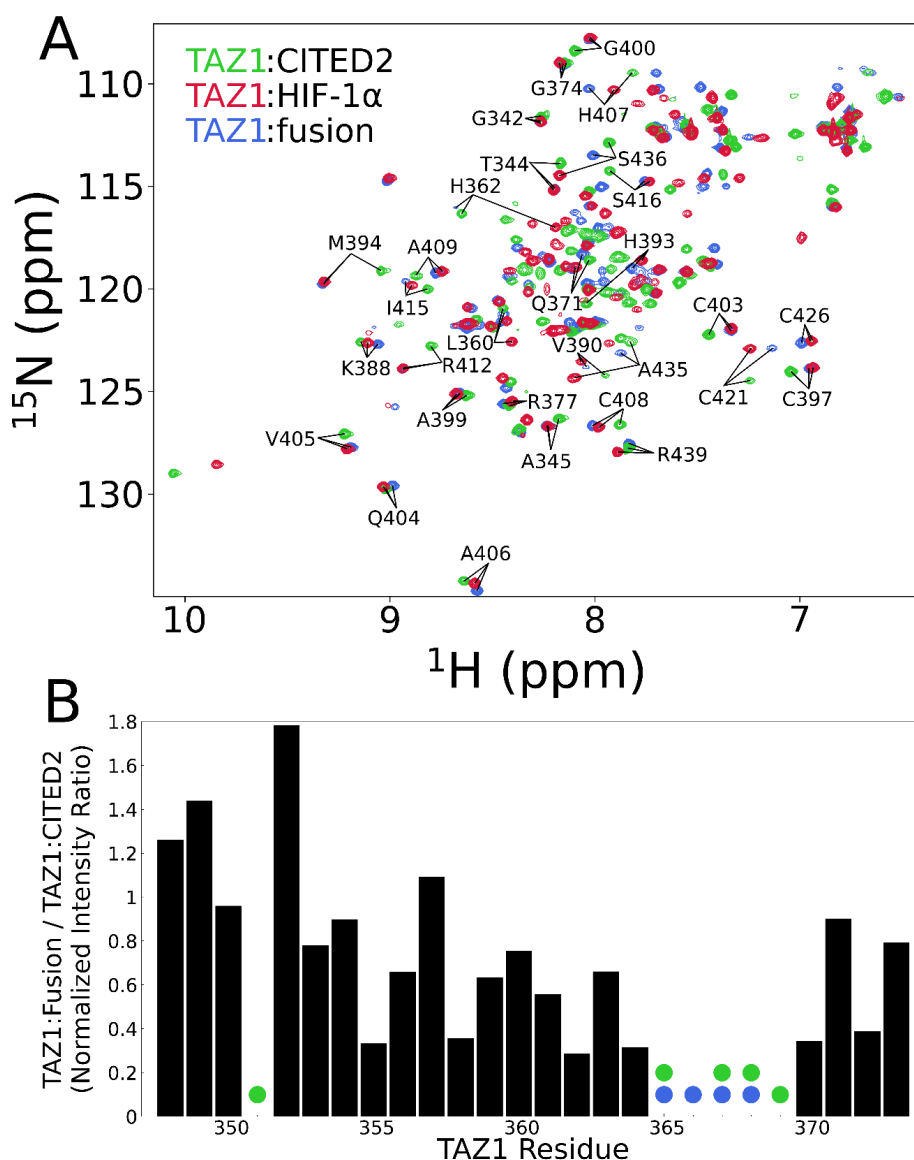 A
TAZ1:CITED2
TAZ1:HIF-1α
TAZ1:fusion
G400
G374
H407
G342
S436
T344
S416
H362
H393
M394
A409
I415
Q371
C403
C426
L360
V390
K388
R412
A435
C421
C397
A399
R377
C408
V405
A345
R439
Q404
A406
110
115
120
125
130
15N (ppm)
10 9 8 7
1H (ppm)
B
TAZ1:Fusion / TAZ1:CITED2
(Normalized Intensity Ratio)
1.8
1.6
1.4
1.2
1
0.8
0.6
0.4
0.2
0
350 355 360 365 370
TAZ1 Residue